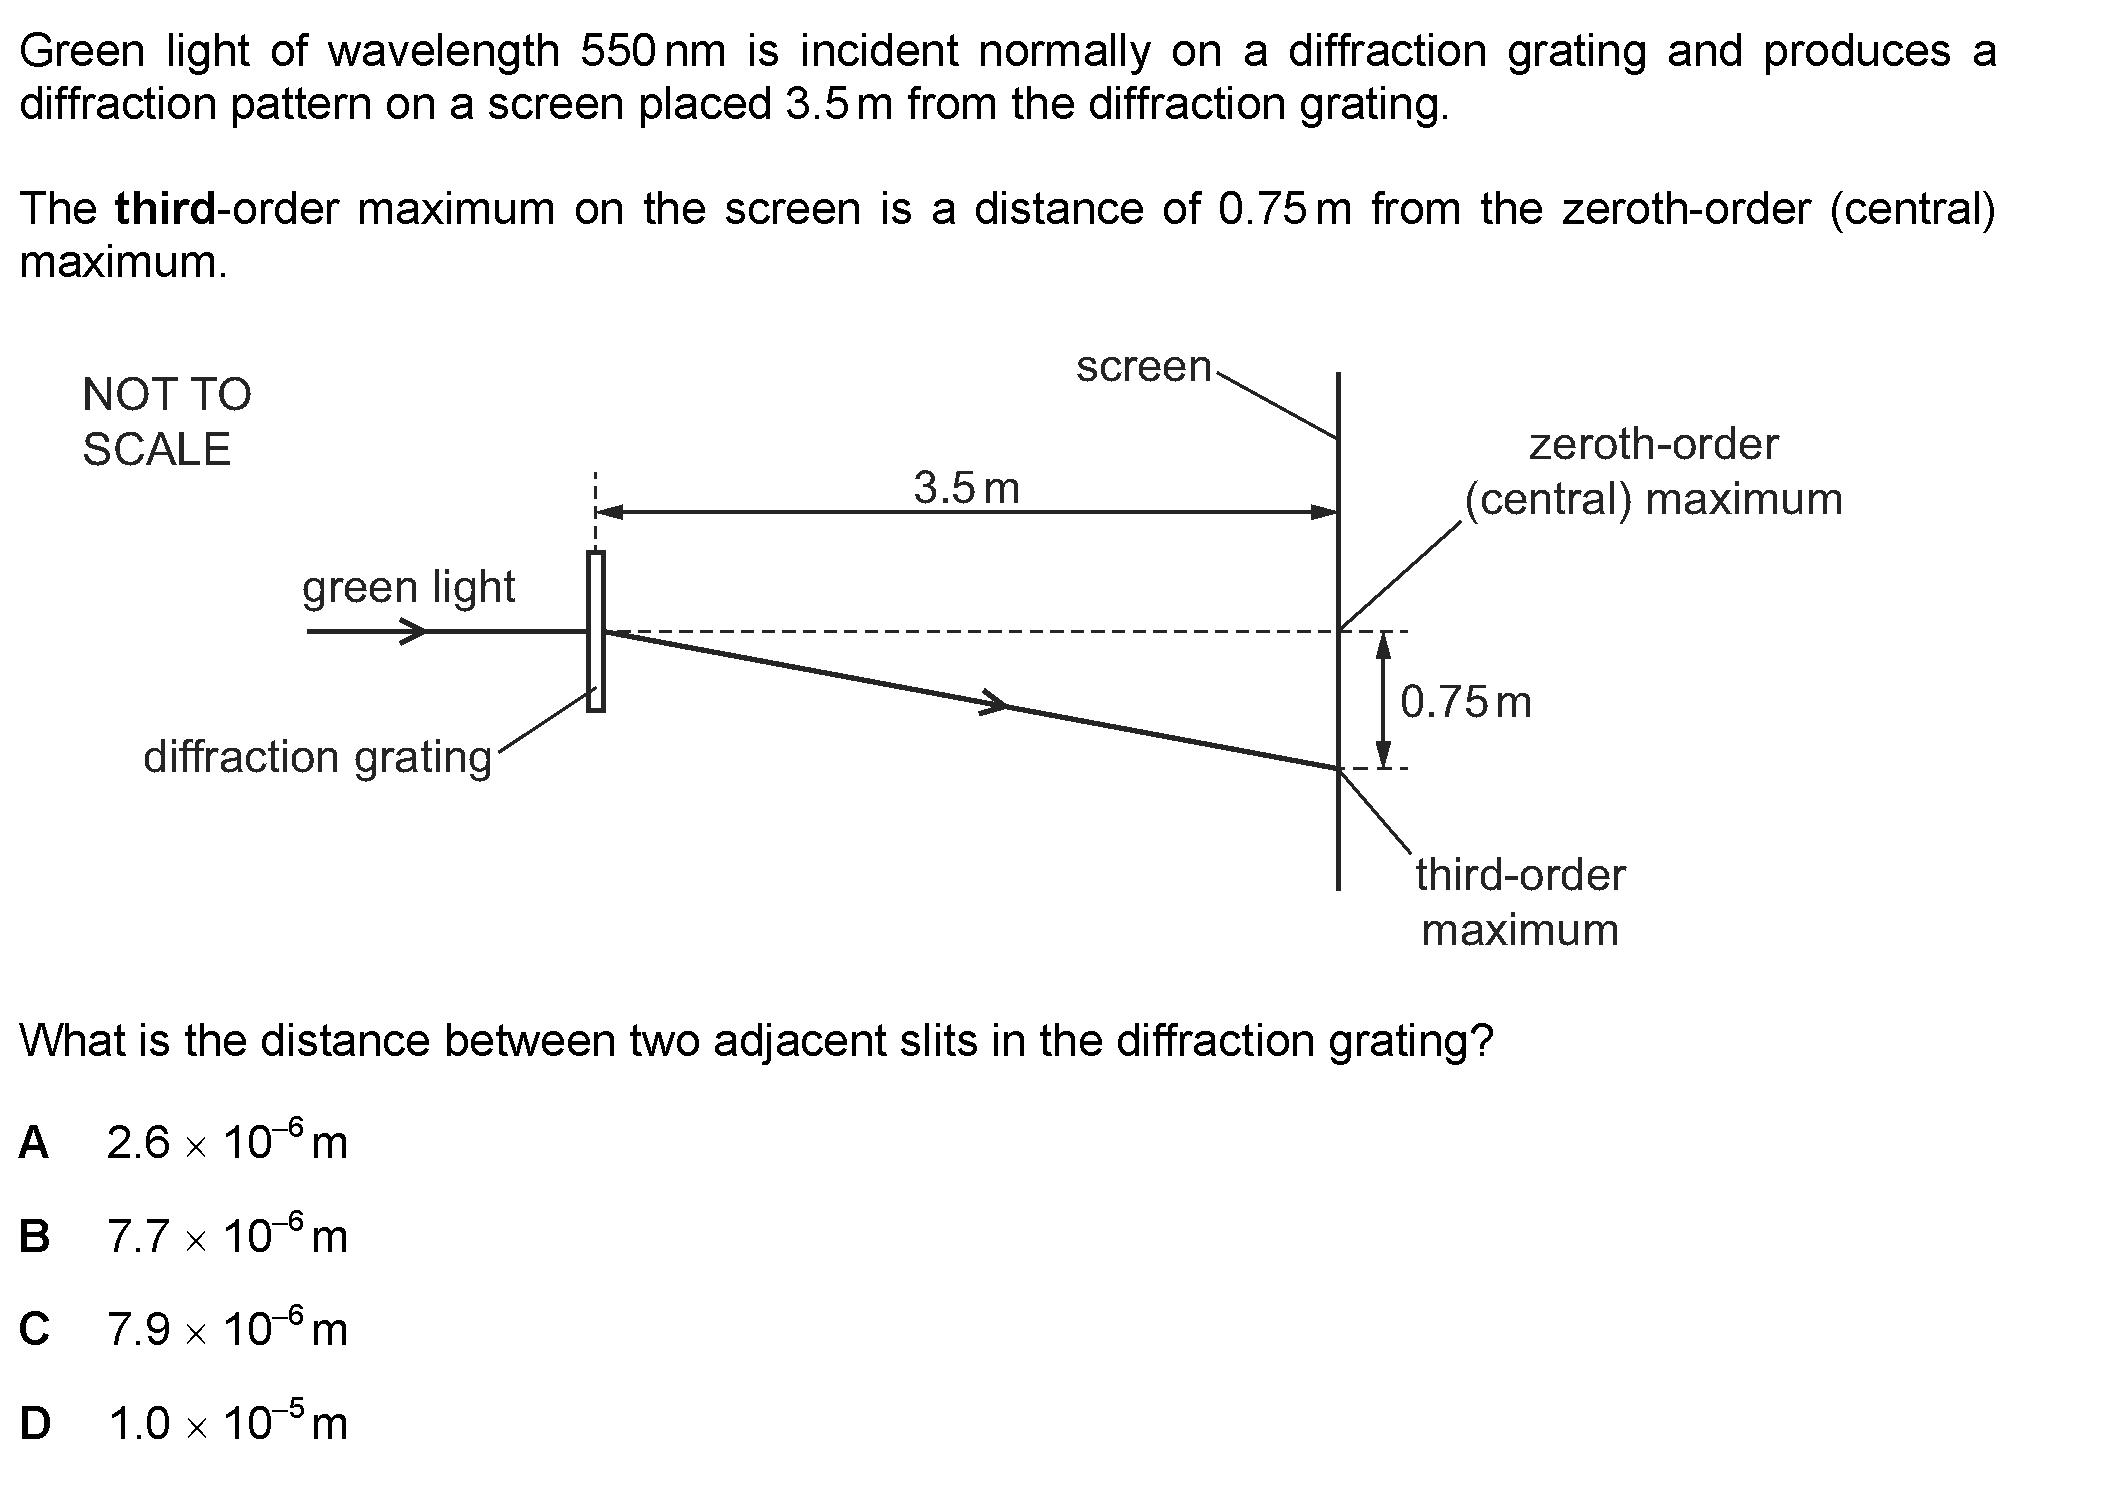 Green light of wavelength 550 nm is incident normally on a diffraction grating and produces a
diffraction pattern on a screen placed 3.5 m from the diffraction grating.
The third-order maximum on the screen is a distance of 0.75 m from the zeroth-order (central)
maximum.
NOT TO
SCALE
screen
zeroth-order
(central) maximum
3.5 m
green light
0.75 m
diffraction grating
third-order
maximum
What is the distance between two adjacent slits in the diffraction grating?
A 2.6 × 10⁻⁶ m
B 7.7 × 10⁻⁶ m
C 7.9 × 10⁻⁶ m
D 1.0 × 10⁻⁵ m